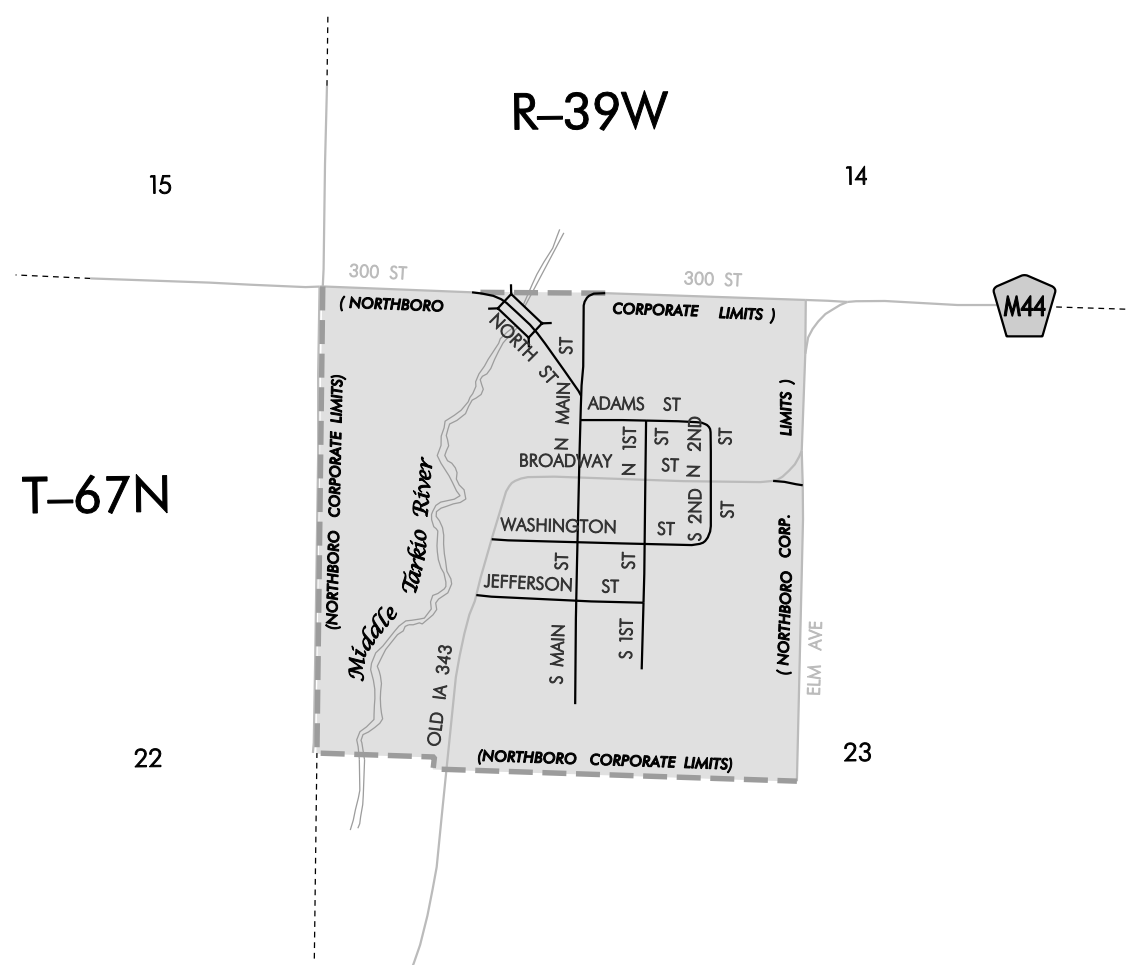 R–39W
15
14
300 ST
300 ST
( NORTHBORO
CORPORATE LIMITS )
M44
NORTH ST
N MAIN ST
ADAMS ST
N 1ST ST
N 2ND ST
BROADWAY ST
LIMITS )
(NORTHBORO CORPORATE LIMITS)
T–67N
Middle Tarkio River
WASHINGTON ST
S 2ND ST
( NORTHBORO CORP.
JEFFERSON ST
S MAIN ST
S 1ST ST
ELM AVE
OLD IA 343
22
(NORTHBORO CORPORATE LIMITS)
23